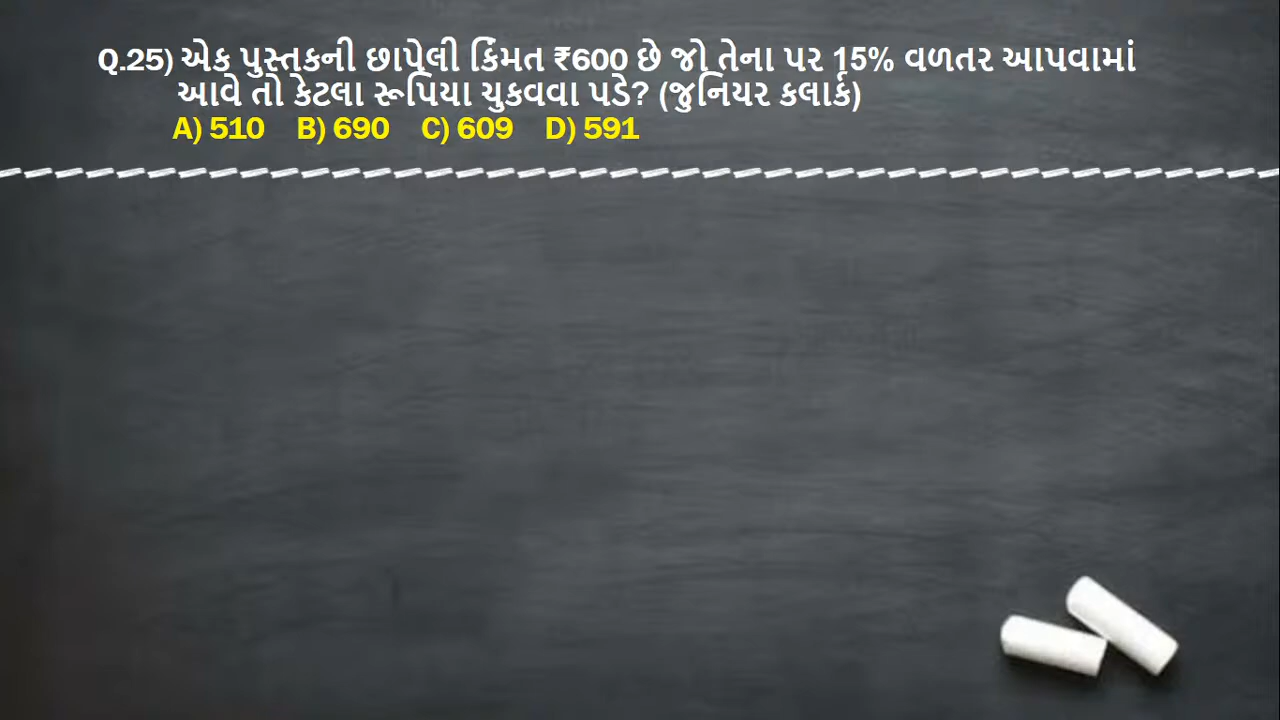 Q.25) એક પુસ્તકની છાપેલી કિંમત ₹600 છે જો તેના પર 15% વળતર આપવામાં
આવે તો કેટલા રૂપિયા ચુકવવા પડે? (જુનિયર કલાર્ક)
A) 510 B) 690 C) 609 D) 591